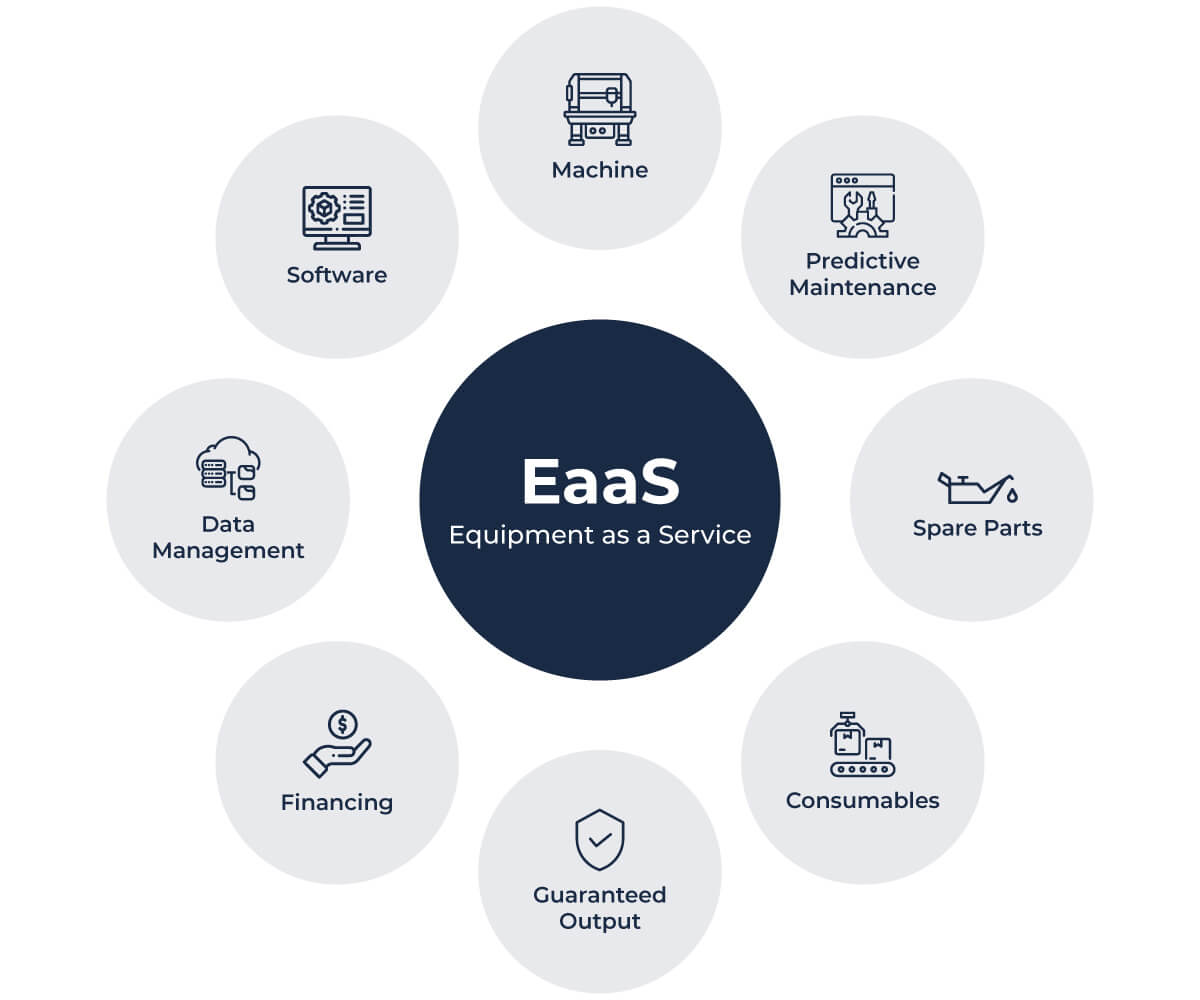 Machine
Software
Predictive
Maintenance
EaaS
Equipment as a Service
Data
Management
Spare Parts
Financing
Consumables
Guaranteed
Output